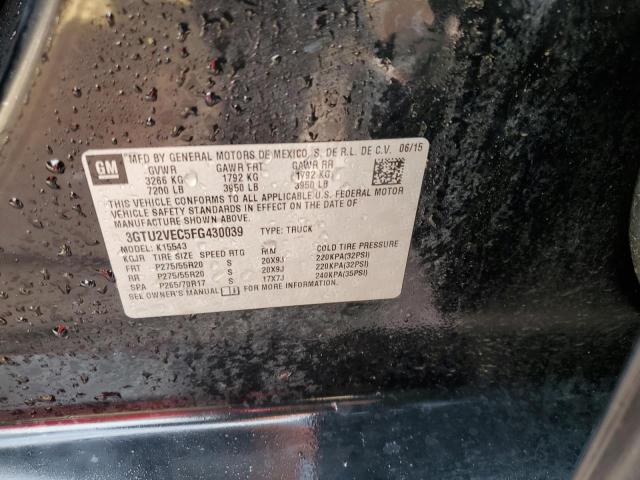 GM
MFD BY GENERAL MOTORS DE MEXICO, S. DE R.L. DE C.V. 06/15
GVWR GAWR FRT GAWR RR
3266 KG 1792 KG 1792 KG
7200 LB 3950 LB 3950 LB
THIS VEHICLE CONFORMS TO ALL APPLICABLE U.S. FEDERAL MOTOR
VEHICLE SAFETY STANDARDS IN EFFECT ON THE DATE OF
MANUFACTURE SHOWN ABOVE.
3GTU2VEC5FG430039 TYPE: TRUCK
MODEL: K15543
KGJR TIRE SIZE SPEED RTG RIM COLD TIRE PRESSURE
FRT P275/55R20 S 20X9J 220KPA(32PSI)
RR P275/55R20 S 20X9J 220KPA(32PSI)
SPA P265/70R17 S 17X7J 240KPA(35PSI)
SEE OWNER'S MANUAL FOR MORE INFORMATION.